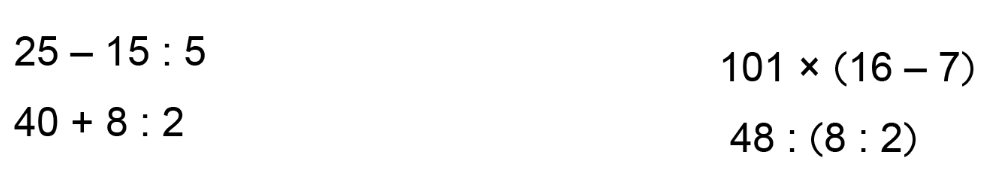 25 – 15 : 5
40 + 8 : 2
101 × (16 – 7)
48 : (8 : 2)